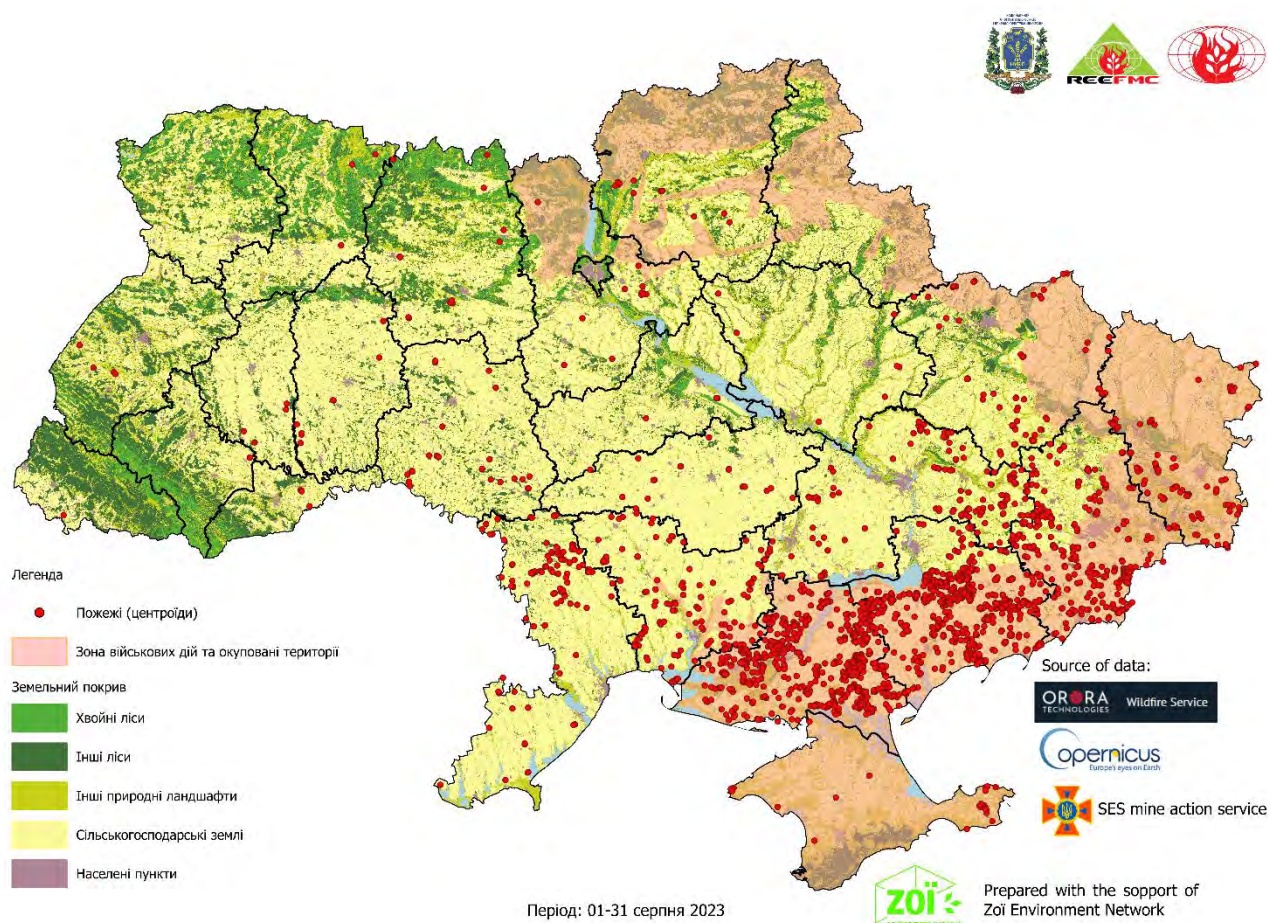 REEFMC
Легенда
Пожежі (центроїди)
Зона військових дій та окуповані території
Земельний покрив
Хвойні ліси
Інші ліси
Інші природні ландшафти
Сільськогосподарські землі
Населені пункти
Період: 01-31 серпня 2023
Source of data:
ORORA
TECHNOLOGIES
Wildfire Service
opernicus
Europe's eyes on Earth
SES mine action service
zoï
Prepared with the sopport of
Zoï Environment Network